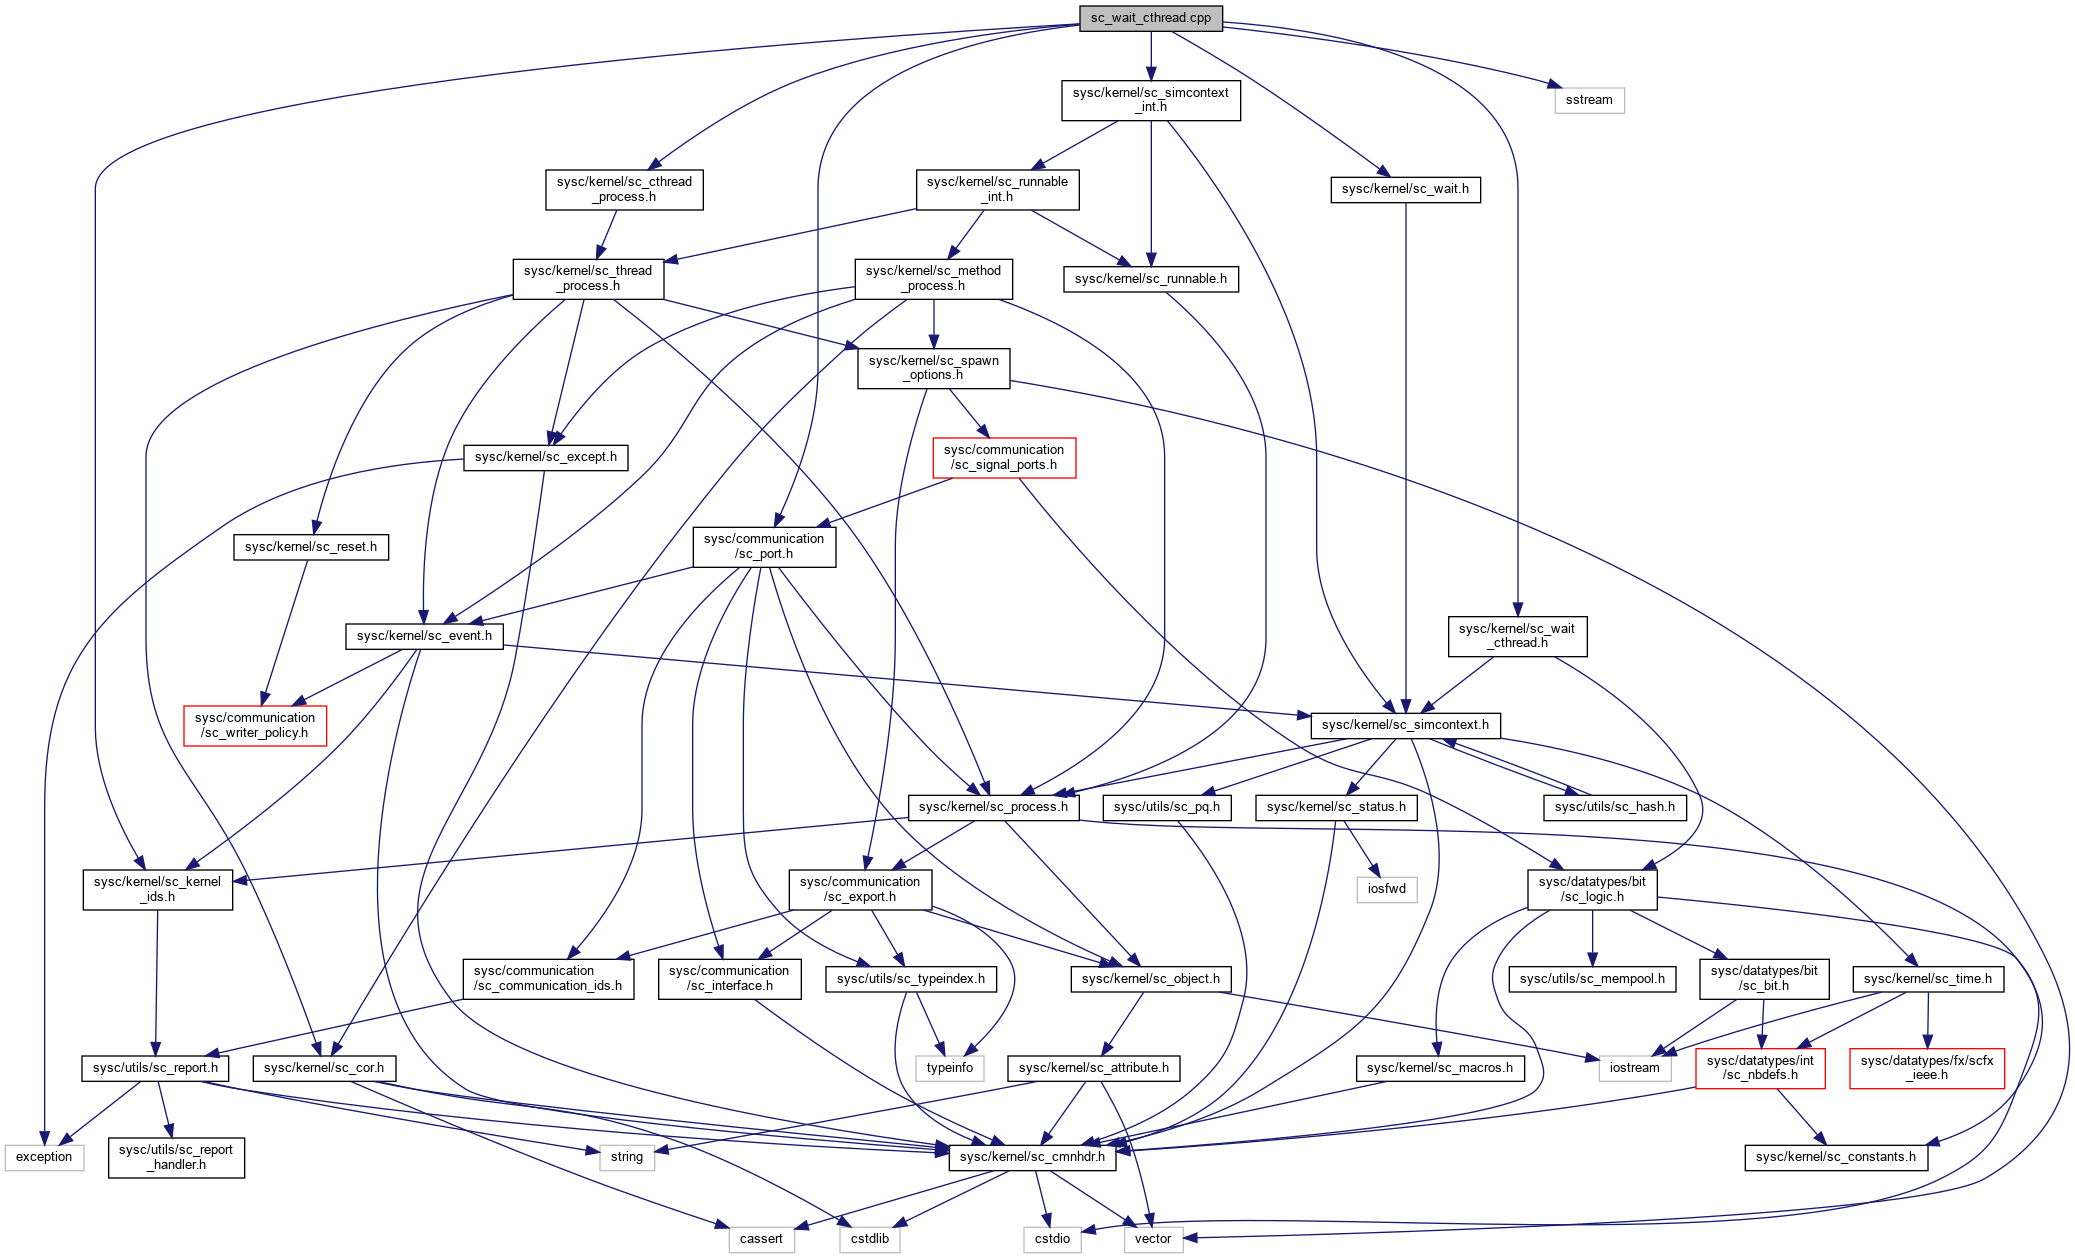 sc_wait_cthread.cpp
sysc/kernel/sc_simcontext
_int.h
sstream
sysc/kernel/sc_cthread
_process.h
sysc/kernel/sc_runnable
_int.h
sysc/kernel/sc_wait.h
sysc/kernel/sc_thread
_process.h
sysc/kernel/sc_method
_process.h
sysc/kernel/sc_runnable.h
sysc/kernel/sc_spawn
_options.h
sysc/kernel/sc_except.h
sysc/communication
/sc_signal_ports.h
sysc/kernel/sc_reset.h
sysc/communication
/sc_port.h
sysc/kernel/sc_event.h
sysc/kernel/sc_wait
_cthread.h
sysc/communication
/sc_writer_policy.h
sysc/kernel/sc_simcontext.h
sysc/kernel/sc_process.h
sysc/utils/sc_pq.h
sysc/kernel/sc_status.h
sysc/utils/sc_hash.h
sysc/kernel/sc_kernel
_ids.h
sysc/communication
/sc_export.h
iosfwd
sysc/datatypes/bit
/sc_logic.h
sysc/communication
/sc_communication_ids.h
sysc/communication
/sc_interface.h
sysc/utils/sc_typeindex.h
sysc/kernel/sc_object.h
sysc/utils/sc_mempool.h
sysc/datatypes/bit
/sc_bit.h
sysc/kernel/sc_time.h
sysc/utils/sc_report.h
sysc/kernel/sc_cor.h
typeinfo
sysc/kernel/sc_attribute.h
sysc/kernel/sc_macros.h
iostream
sysc/datatypes/int
/sc_nbdefs.h
sysc/datatypes/fx/scfx
_ieee.h
exception
sysc/utils/sc_report
_handler.h
string
sysc/kernel/sc_cmnhdr.h
sysc/kernel/sc_constants.h
cassert
cstdlib
cstdio
vector